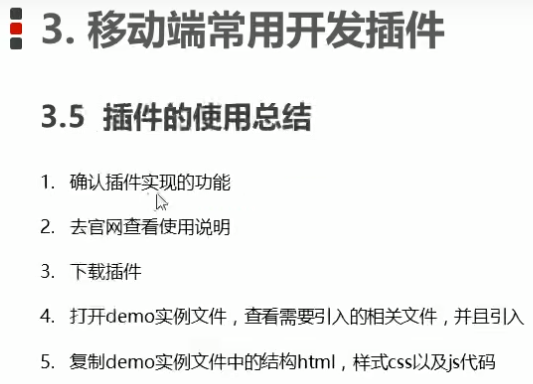 3. 移动端常用开发插件
3.5 插件的使用总结
1. 确认插件实现的功能
2. 去官网查看使用说明
3. 下载插件
4. 打开demo实例文件，查看需要引入的相关文件，并且引入
5. 复制demo实例文件中的结构html，样式css以及js代码